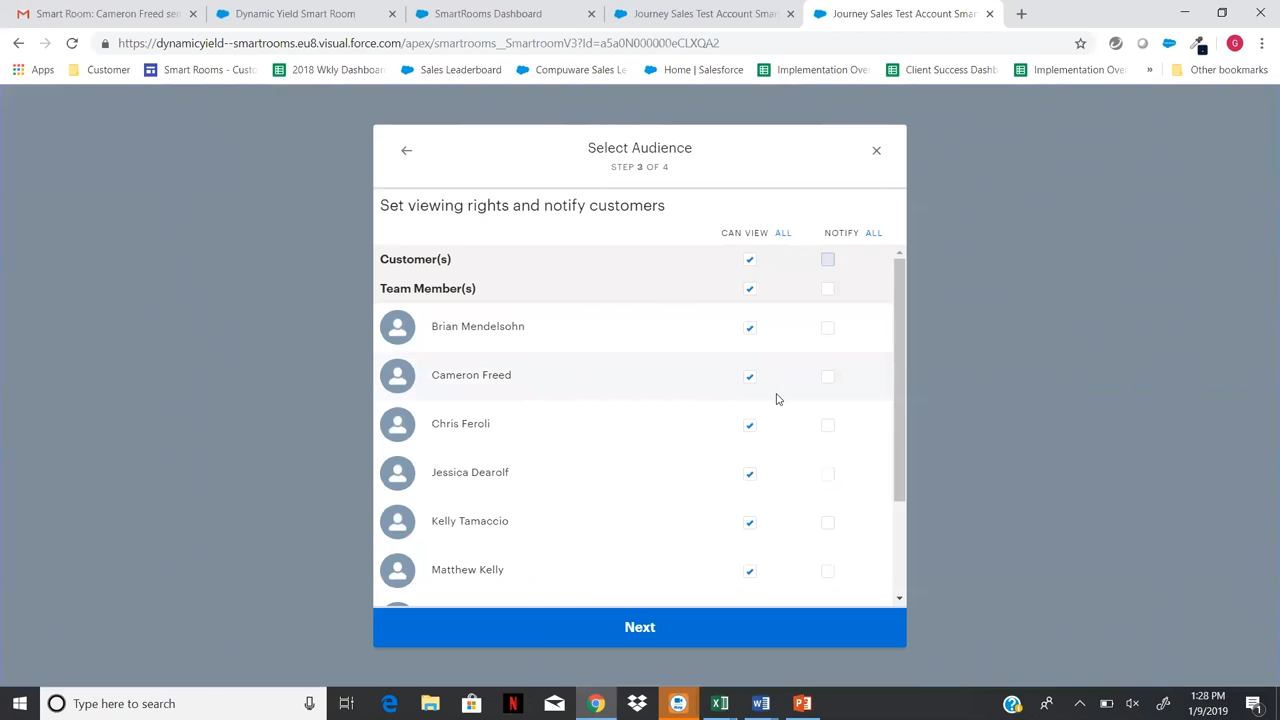 Smart Room: Cameron Freed sen
Dynamic Yield Smart Room
SmartRooms Dashboard
Journey Sales Test Account Smar
Journey Sales Test Account Smar
https://dynamicyield--smartrooms.eu8.visual.force.com/apex/smartrooms__SmartroomV3?Id=a5a0N000000eCLXQA2
Apps
Customer
Smart Rooms - Custo
2018 Wkly Dashboar
Sales Leaderboard
Compuware Sales Le
Home | Salesforce
Implementation Over
Client Success Dashb
Implementation Over
Other bookmarks
Select Audience
STEP 3 OF 4
Set viewing rights and notify customers
CAN VIEW ALL
NOTIFY ALL
Customer(s)
Team Member(s)
Brian Mendelsohn
Cameron Freed
Chris Feroli
Jessica Dearolf
Kelly Tamaccio
Matthew Kelly
Next
Type here to search
1:28 PM
1/9/2019